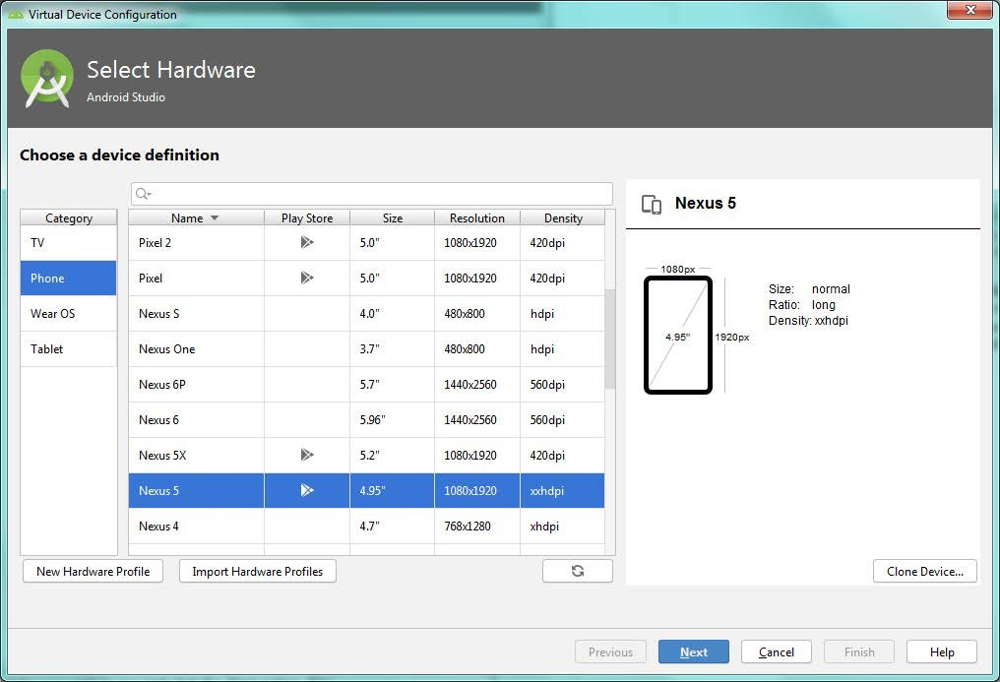 Virtual Device Configuration
Select Hardware
Android Studio
Choose a device definition
Category
TV
Phone
Wear OS
Tablet
Name Play Store Size Resolution Density
Pixel 2 5.0" 1080x1920 420dpi
Pixel 5.0" 1080x1920 420dpi
Nexus S 4.0" 480x800 hdpi
Nexus One 3.7" 480x800 hdpi
Nexus 6P 5.7" 1440x2560 560dpi
Nexus 6 5.96" 1440x2560 560dpi
Nexus 5X 5.2" 1080x1920 420dpi
Nexus 5 4.95" 1080x1920 xxhdpi
Nexus 4 4.7" 768x1280 xhdpi
New Hardware Profile Import Hardware Profiles
Nexus 5
1080px
4.95"
1920px
Size: normal
Ratio: long
Density: xxhdpi
Clone Device...
Previous Next Cancel Finish Help